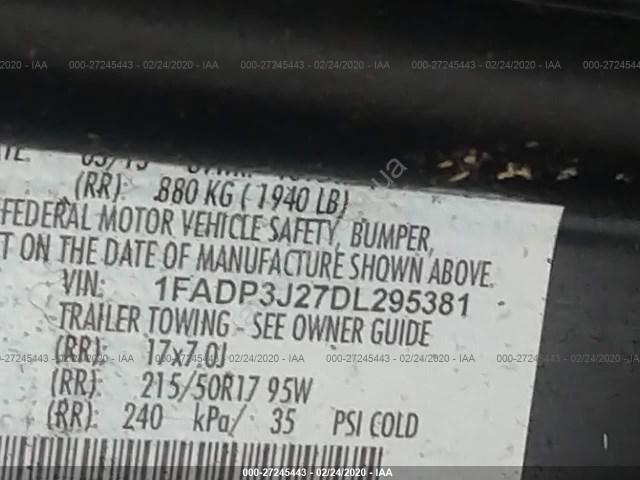 000-27245443 - 02/24/2020 - IAA
(RR): 880 KG ( 1940 LB)
FEDERAL MOTOR VEHICLE SAFETY, BUMPER,
T ON THE DATE OF MANUFACTURE SHOWN ABOVE.
VIN: 1FADP3J27DL295381
TRAILER TOWING - SEE OWNER GUIDE
(RR): 17x7.0J
(RR): 215/50R17 95W
(RR): 240 kPa/ 35 PSI COLD
000-27245443 - 02/24/2020 - IAA